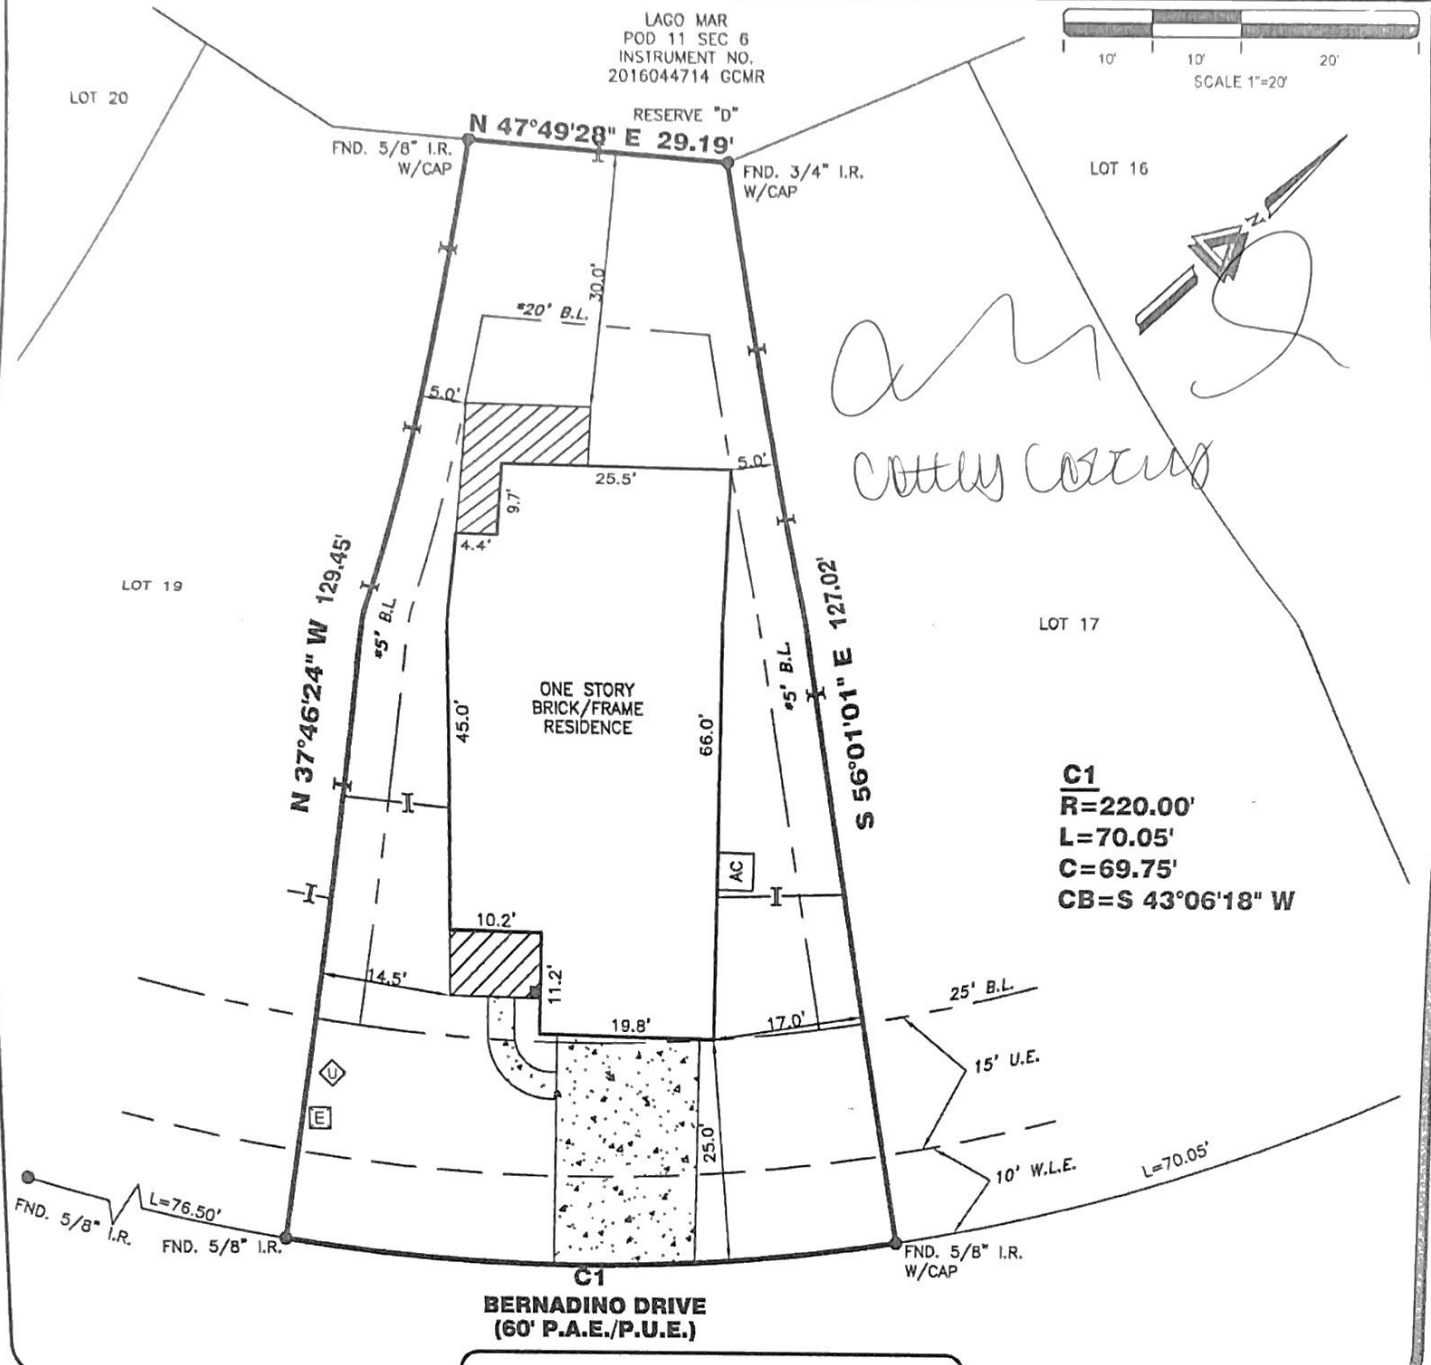 LAGO MAR
POD 11 SEC 6
INSTRUMENT NO.
2016044714 GCMR
RESERVE "D"
10' 10' 20'
SCALE 1"=20'
LOT 20
N 47°49'28" E 29.19'
FND. 5/8" I.R.
W/CAP
FND. 3/4" I.R.
W/CAP
LOT 16
N
30.0'
*20' B.L.
5.0'
5.0'
25.5'
9.7'
4.4'
N 37°46'24" W 129.45'
LOT 19
*5' B.L.
S 56°01'01" E 127.02'
*5' B.L.
LOT 17
ONE STORY
BRICK/FRAME
RESIDENCE
45.0'
66.0'
C1
R=220.00'
L=70.05'
C=69.75'
CB=S 43°06'18" W
AC
10.2'
14.5'
11.2'
19.8'
17.0'
25' B.L.
15' U.E.
U
E
25.0'
10' W.L.E.
L=70.05'
L=76.50'
FND. 5/8" I.R.
FND. 5/8" I.R.
FND. 5/8" I.R.
W/CAP
C1
BERNADINO DRIVE
(60' P.A.E./P.U.E.)